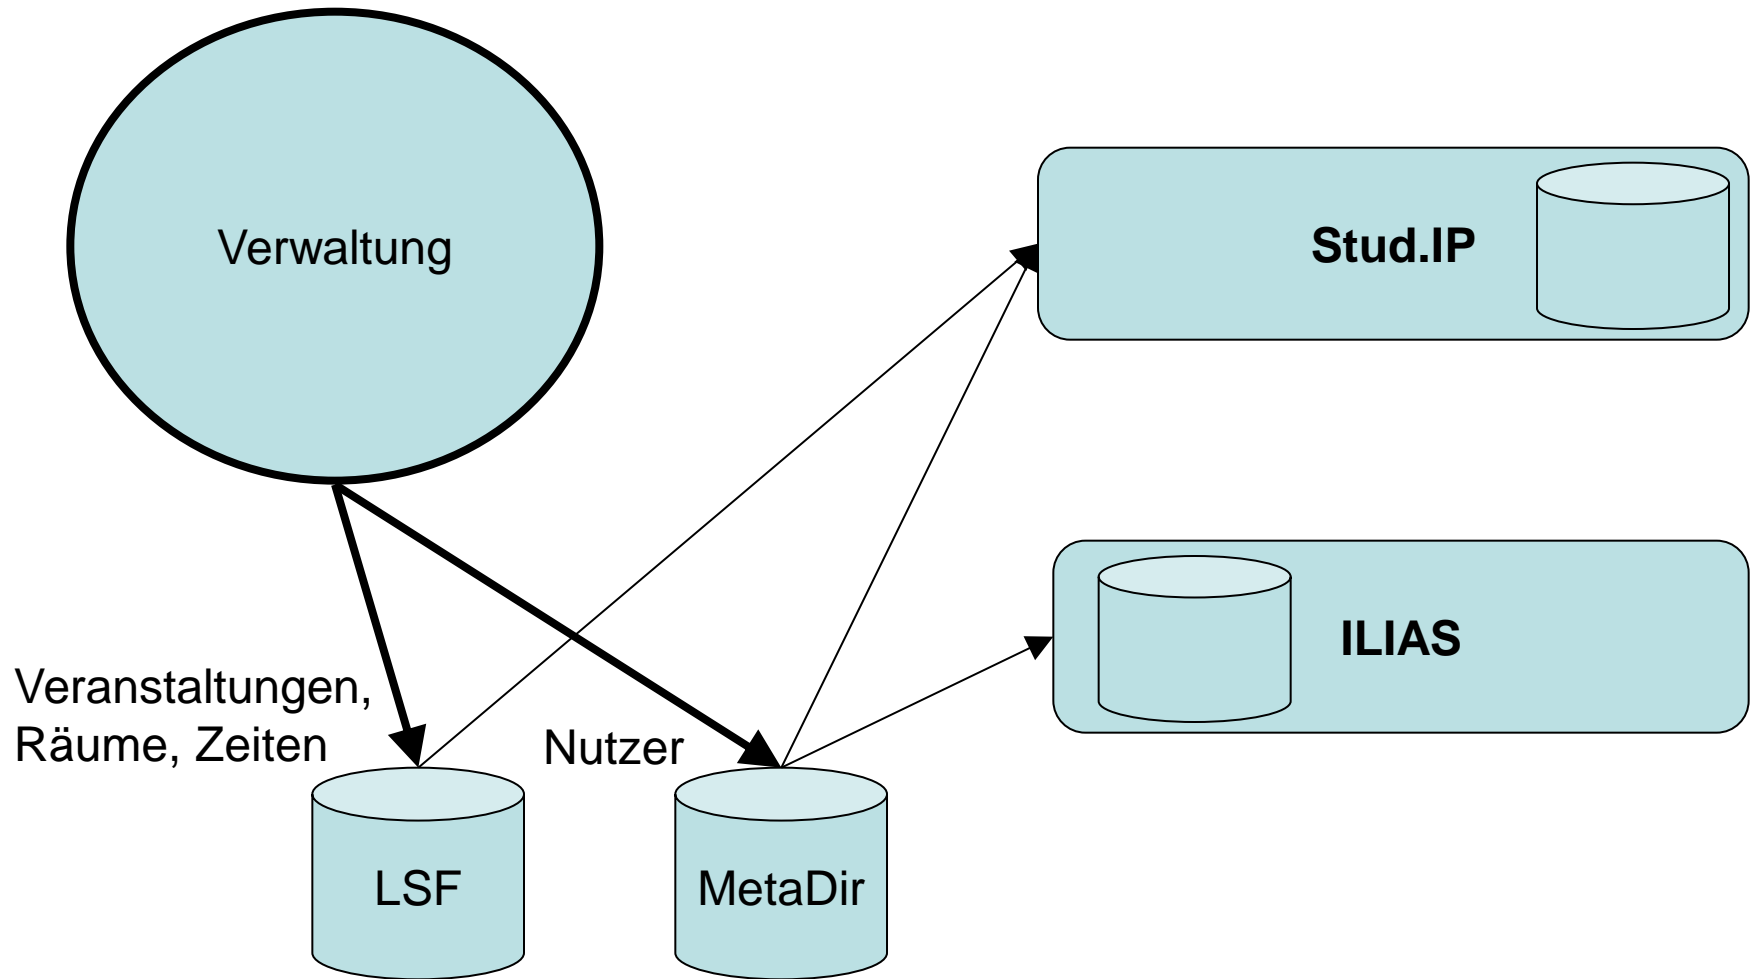 Verwaltung
Stud.IP
ILIAS
Veranstaltungen,
Räume, Zeiten
Nutzer
LSF
MetaDir